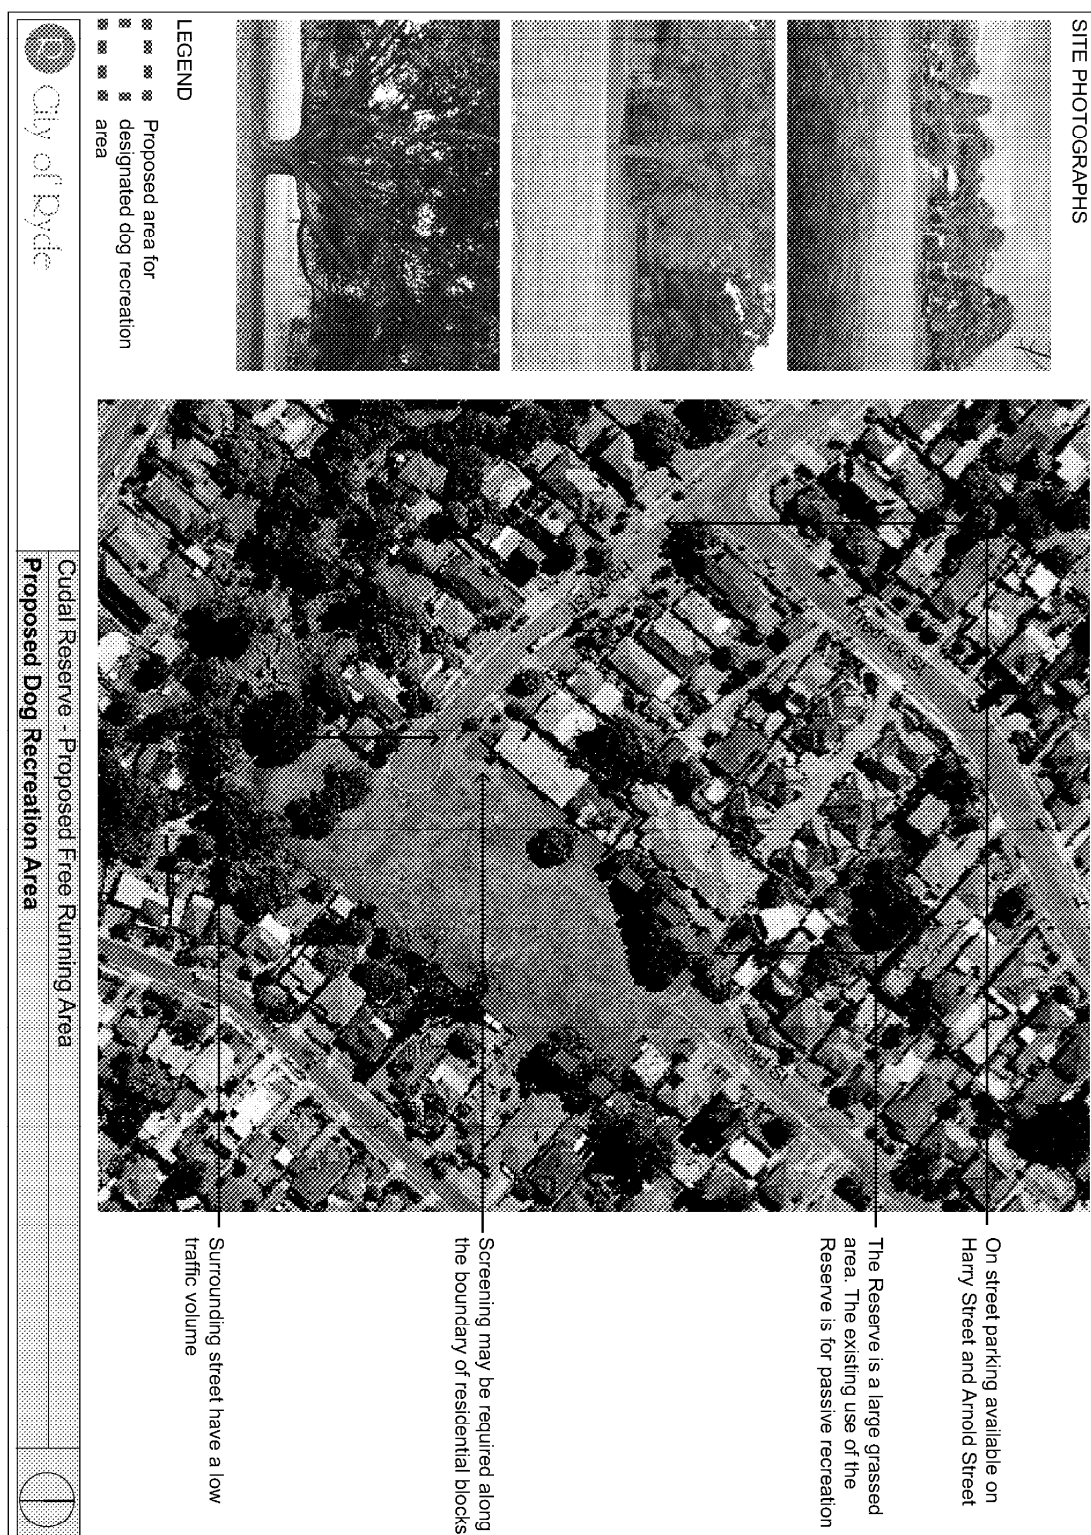 SITE PHOTOGRAPHS
LEGEND
Proposed area for
designated dog recreation
area
On street parking available on
Harry Street and Arnold Street
The Reserve is a large grassed
area. The existing use of the
Reserve is for passive recreation
Screening may be required along
the boundary of residential blocks
Surrounding street have a low
traffic volume
Harry St
City of Ryde
Cudal Reserve - Proposed Free Running Area
Proposed Dog Recreation Area